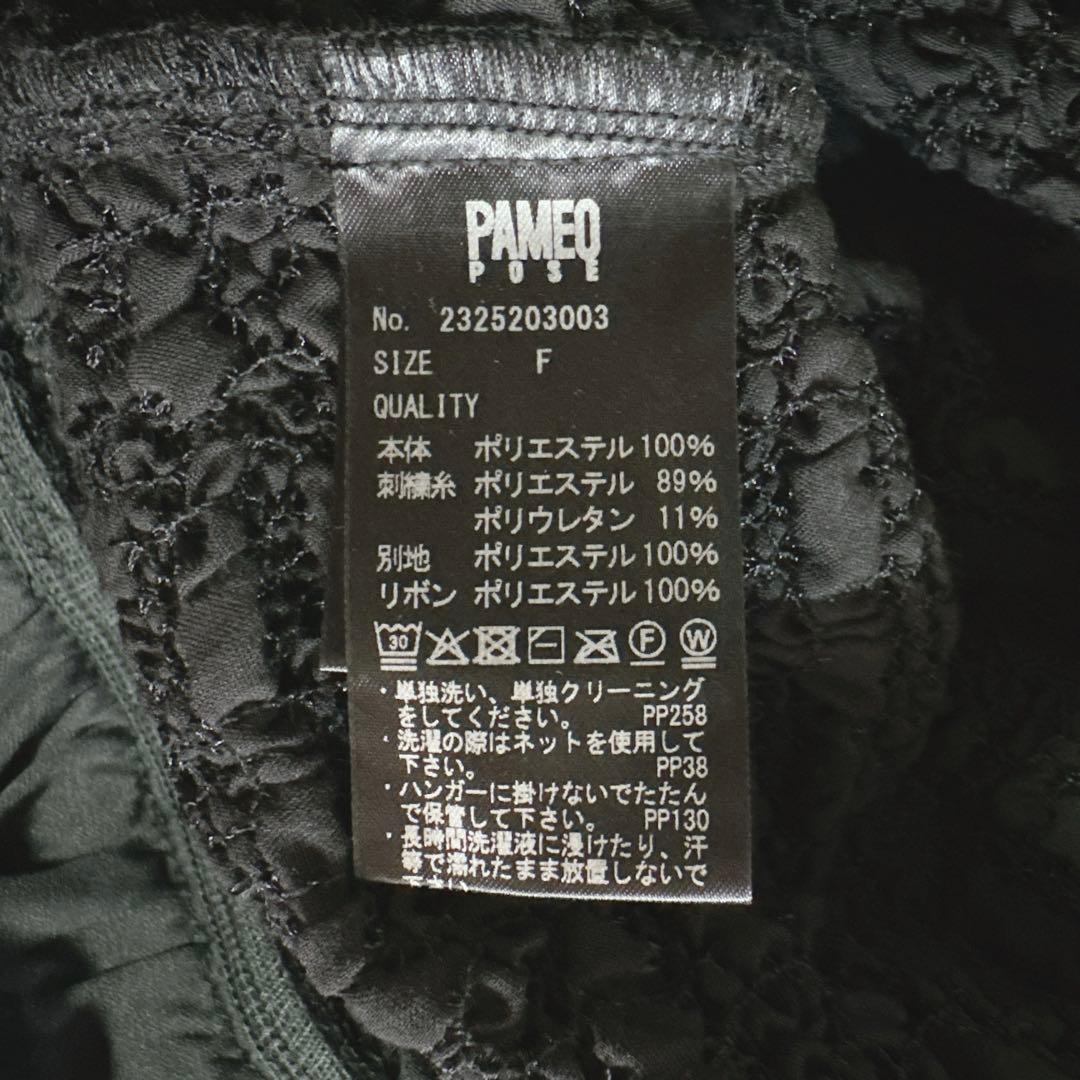 PAMEO
POSE
No. 2325203003
SIZE F
QUALITY
本体 ポリエステル 100%
刺繍糸 ポリエステル 89%
ポリウレタン 11%
別地 ポリエステル 100%
リボン ポリエステル 100%
30 F W
・単独洗い、単独クリーニング
をしてください。 PP258
・洗濯の際はネットを使用して
下さい。 PP38
・ハンガーに掛けないでたたん
で保管して下さい。 PP130
・長時間洗濯液に浸けたり、汗
等で濡れたまま放置しないで
下さい